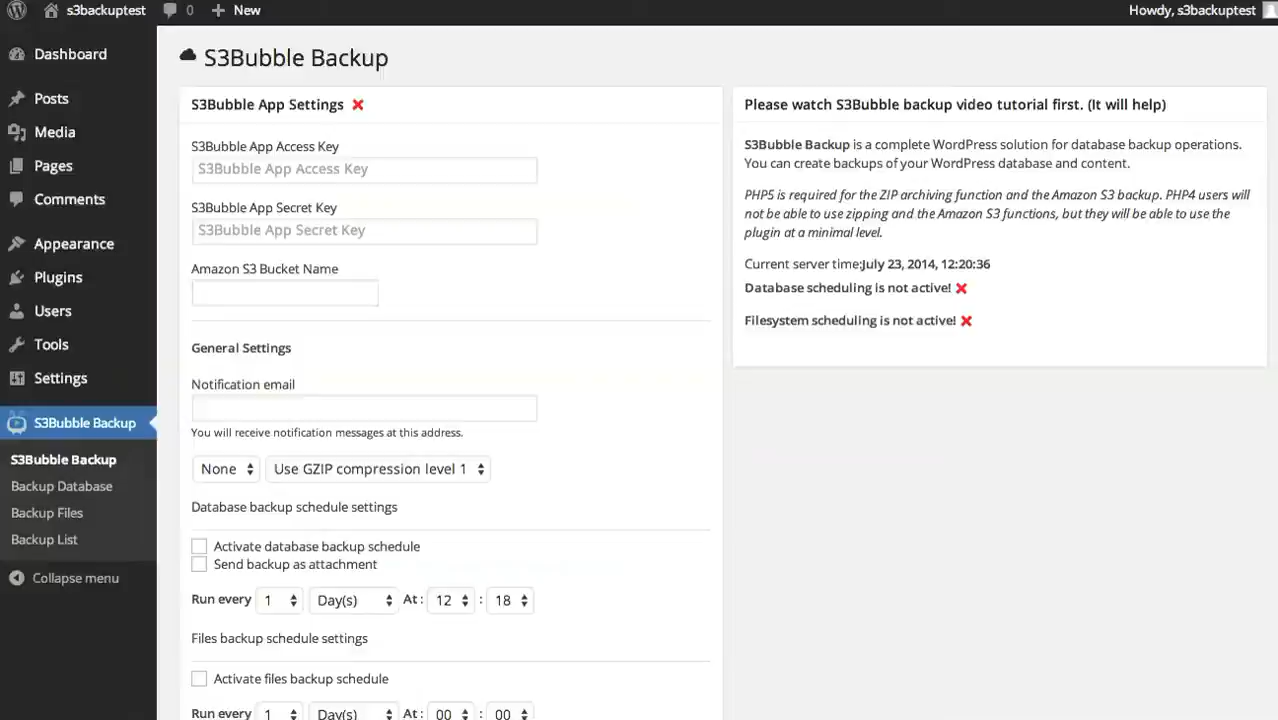 s3backuptest 0 New Howdy, s3backuptest
Dashboard
Posts
Media
Pages
Comments
Appearance
Plugins
Users
Tools
Settings
S3Bubble Backup
S3Bubble Backup
Backup Database
Backup Files
Backup List
Collapse menu
S3Bubble Backup
S3Bubble App Settings
S3Bubble App Access Key
S3Bubble App Access Key
S3Bubble App Secret Key
S3Bubble App Secret Key
Amazon S3 Bucket Name
General Settings
Notification email
You will receive notification messages at this address.
None Use GZIP compression level 1
Database backup schedule settings
Activate database backup schedule
Send backup as attachment
Run every 1 Day(s) At : 12 : 18
Files backup schedule settings
Activate files backup schedule
Run every 1 Day(s) At : 00 : 00
Please watch S3Bubble backup video tutorial first. (It will help)
S3Bubble Backup is a complete WordPress solution for database backup operations.
You can create backups of your WordPress database and content.
PHP5 is required for the ZIP archiving function and the Amazon S3 backup. PHP4 users will
not be able to use zipping and the Amazon S3 functions, but they will be able to use the
plugin at a minimal level.
Current server time:July 23, 2014, 12:20:36
Database scheduling is not active!
Filesystem scheduling is not active!